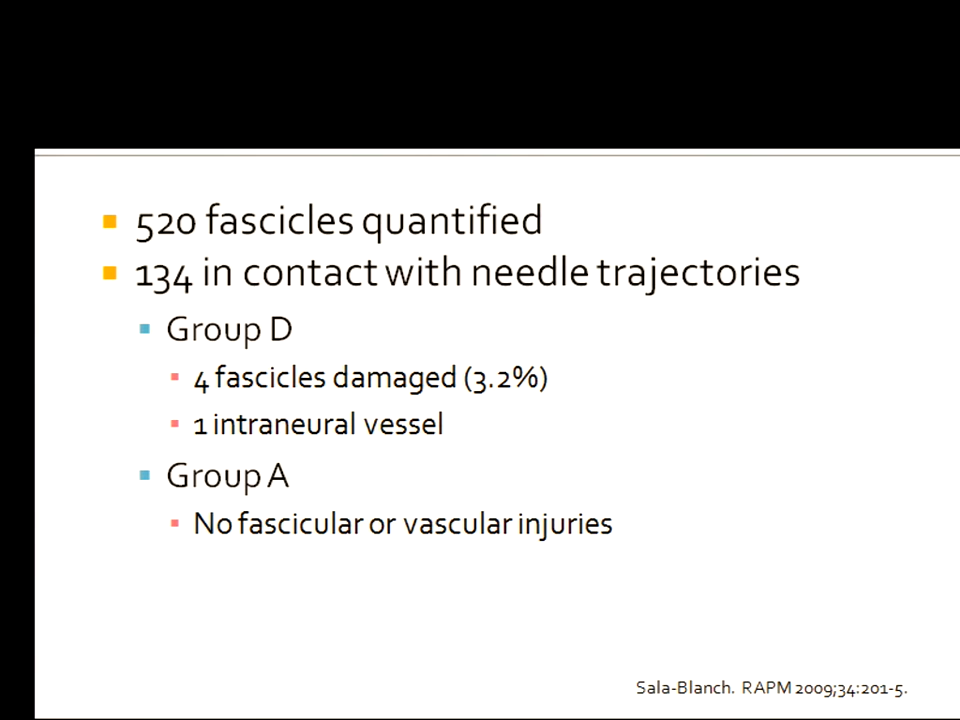 520 fascicles quantified
134 in contact with needle trajectories
Group D
4 fascicles damaged (3.2%)
1 intraneural vessel
Group A
No fascicular or vascular injuries
Sala-Blanch. RAPM 2009;34:201-5.